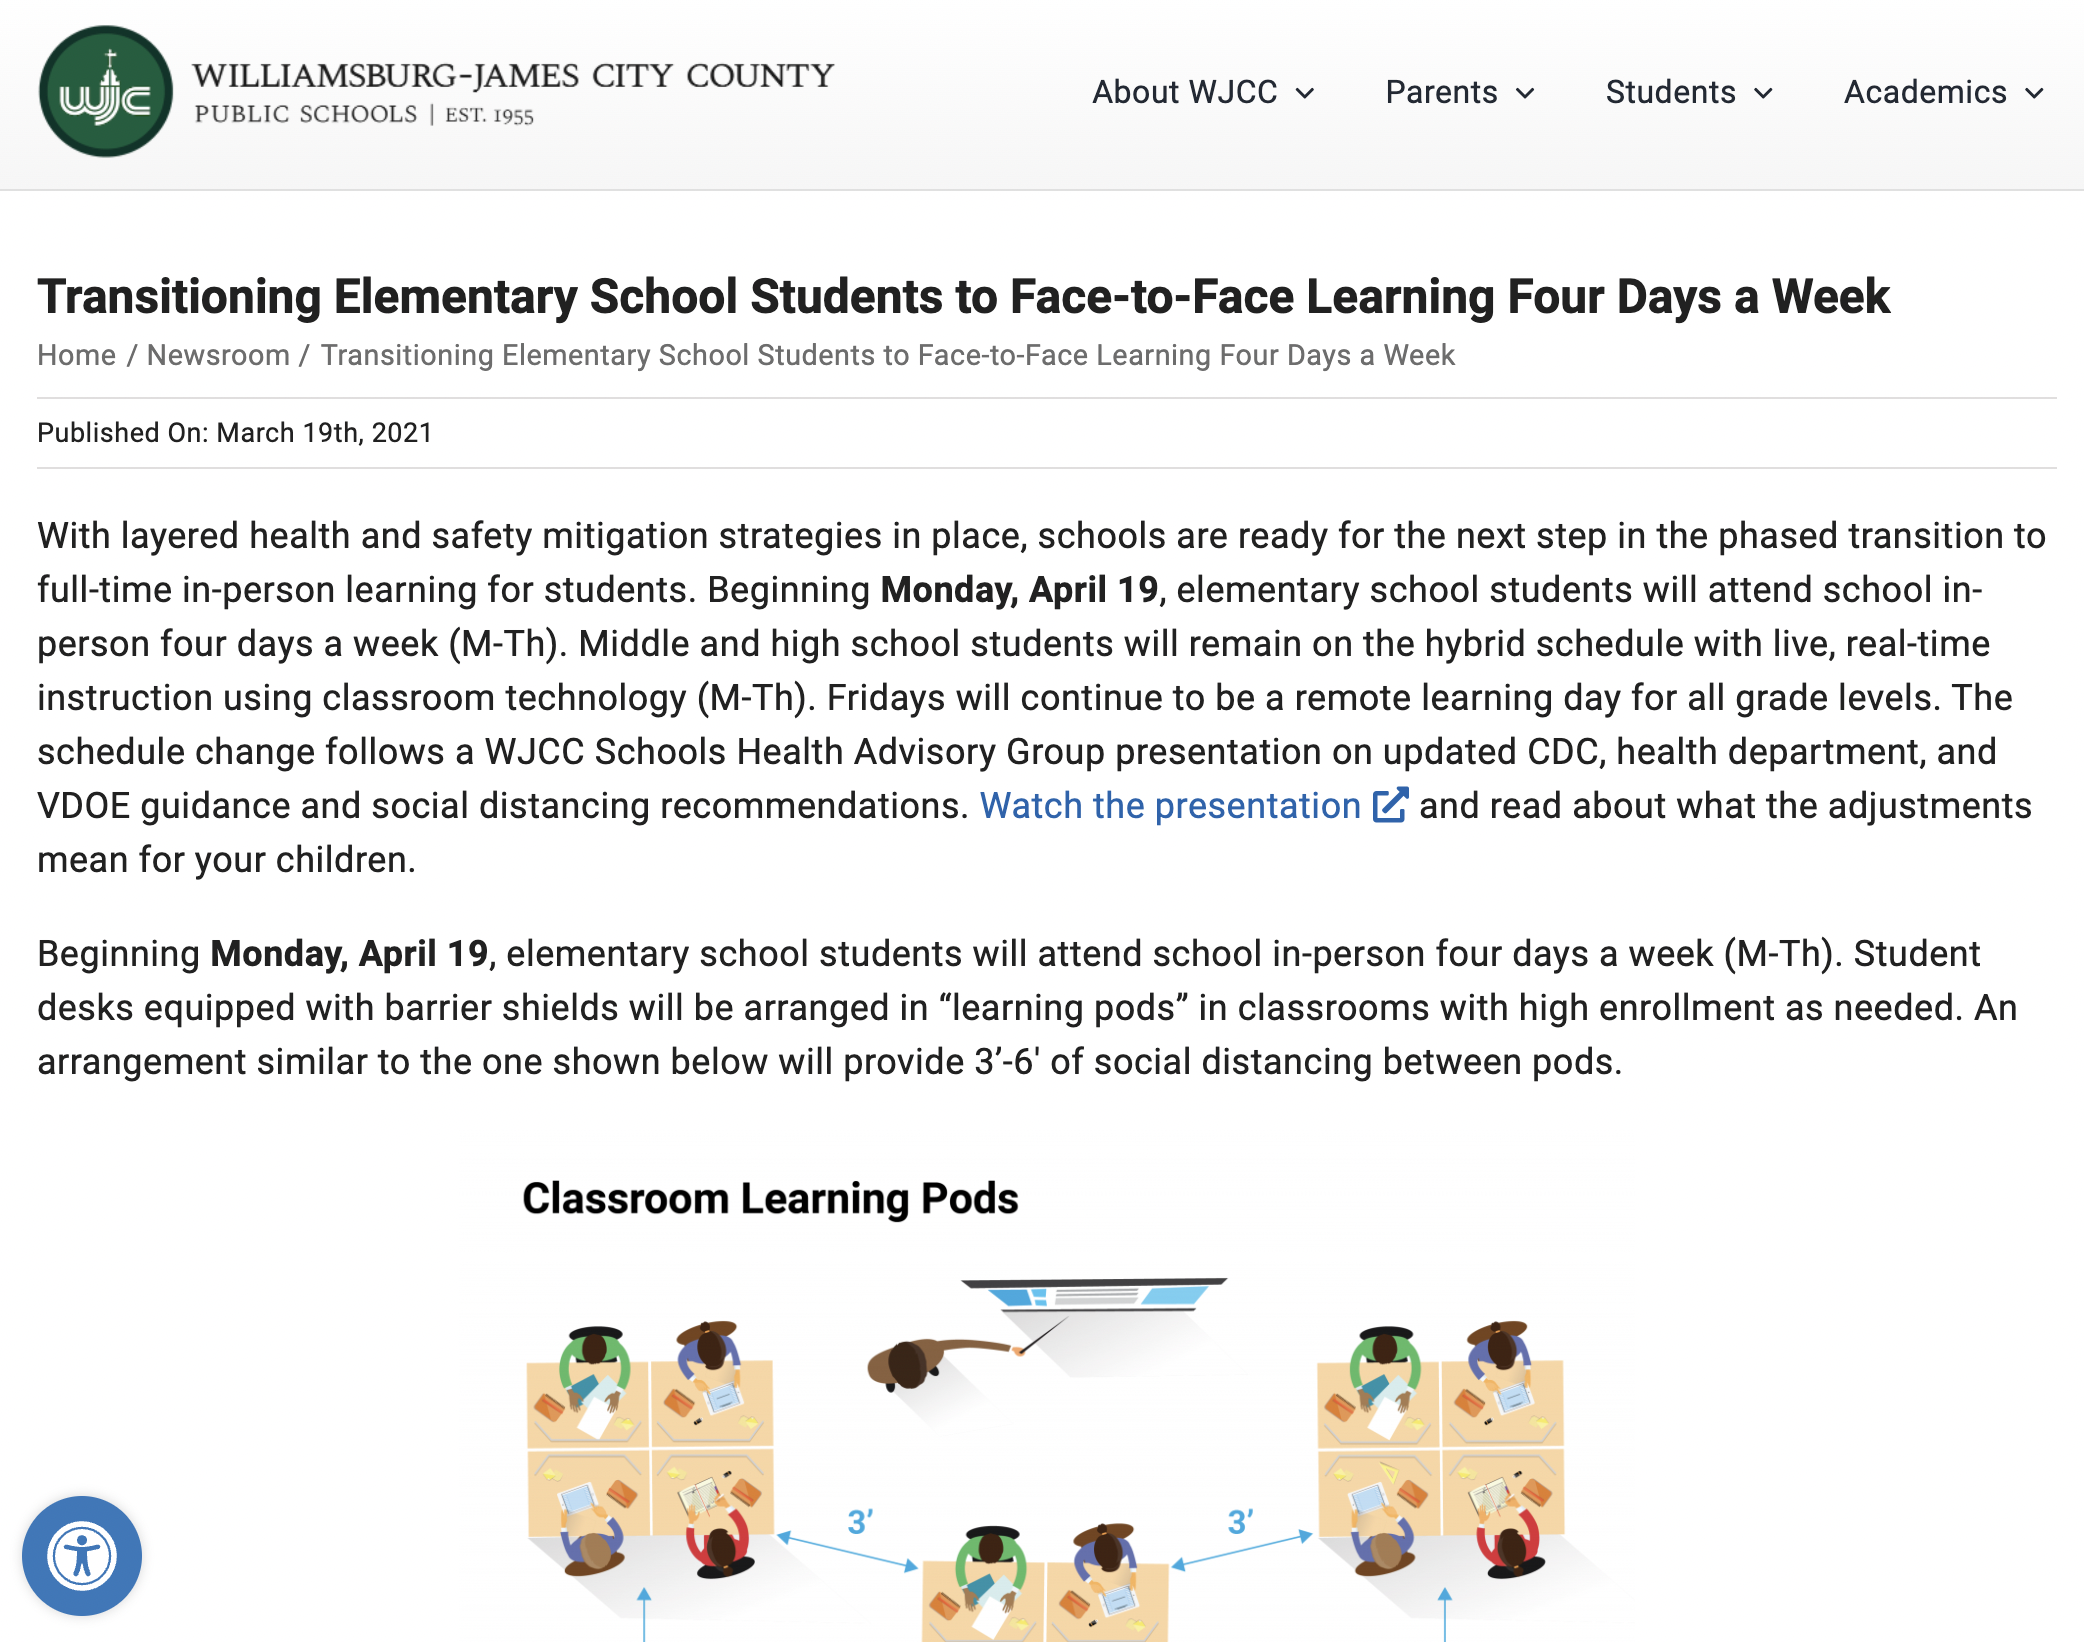 wjc
WILLIAMSBURG-JAMES CITY COUNTY
PUBLIC SCHOOLS | EST. 1955
About WJCC
Parents
Students
Academics
Transitioning Elementary School Students to Face-to-Face Learning Four Days a Week
Home / Newsroom / Transitioning Elementary School Students to Face-to-Face Learning Four Days a Week
Published On: March 19th, 2021
With layered health and safety mitigation strategies in place, schools are ready for the next step in the phased transition to
full-time in-person learning for students. Beginning Monday, April 19, elementary school students will attend school in-
person four days a week (M-Th). Middle and high school students will remain on the hybrid schedule with live, real-time
instruction using classroom technology (M-Th). Fridays will continue to be a remote learning day for all grade levels. The
schedule change follows a WJCC Schools Health Advisory Group presentation on updated CDC, health department, and
VDOE guidance and social distancing recommendations. Watch the presentation and read about what the adjustments
mean for your children.
Beginning Monday, April 19, elementary school students will attend school in-person four days a week (M-Th). Student
desks equipped with barrier shields will be arranged in “learning pods” in classrooms with high enrollment as needed. An
arrangement similar to the one shown below will provide 3’-6' of social distancing between pods.
Classroom Learning Pods
3’
3’